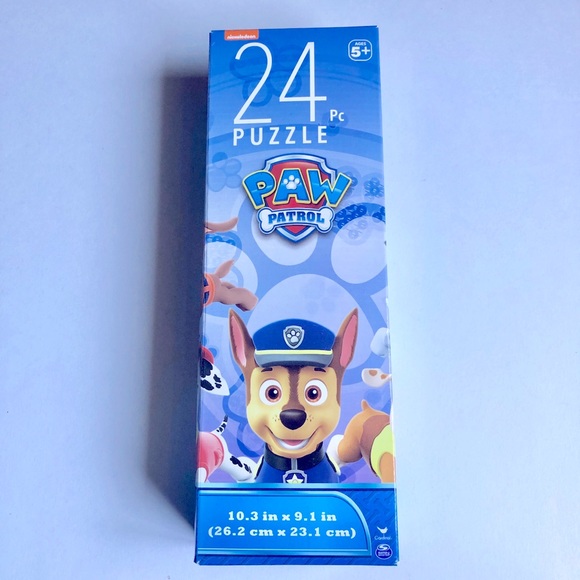 nickelodeon
24
Pc
PUZZLE
AGES
5+
PAW
PATROL
10.3 in x 9.1 in
(26.2 cm x 23.1 cm)
Cardinal